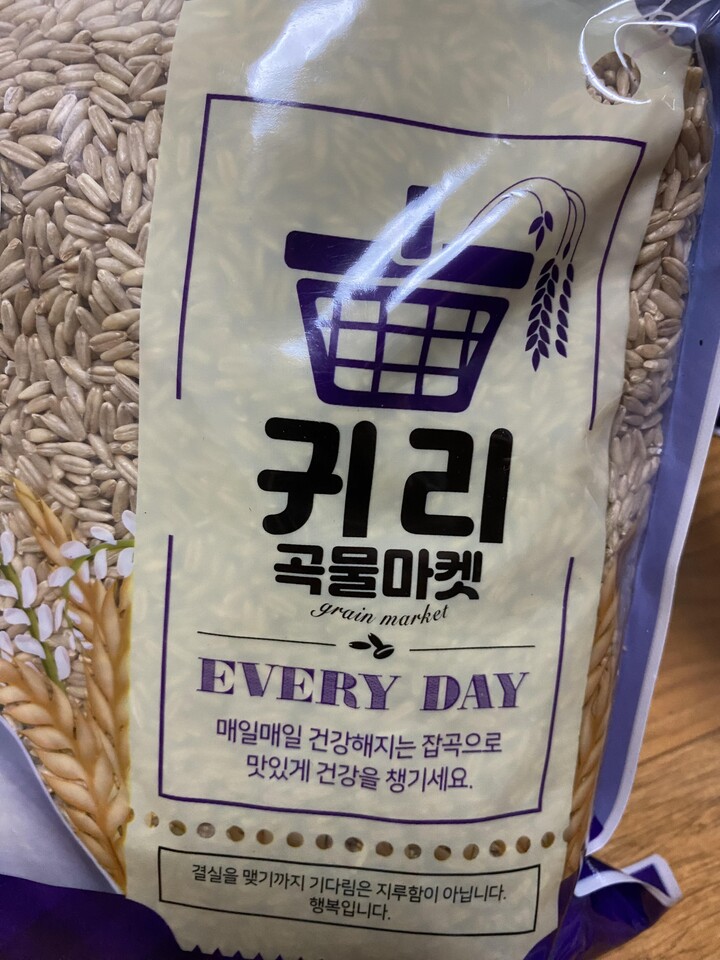 귀리
곡물마켓
grain market
EVERY DAY
매일매일 건강해지는 잡곡으로
맛있게 건강을 챙기세요.
결실을 맺기까지 기다림은 지루함이 아닙니다.
행복입니다.